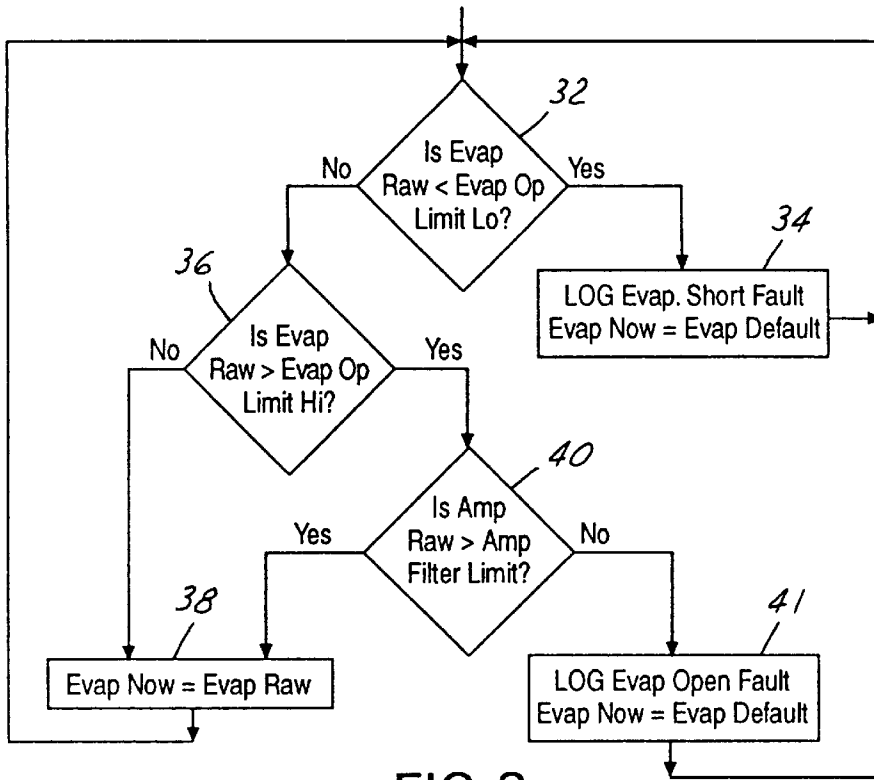 32
Is Evap
Raw < Evap Op
Limit Lo?
No
Yes
34
LOG Evap. Short Fault
Evap Now = Evap Default
36
Is Evap
Raw > Evap Op
Limit Hi?
No
Yes
40
Is Amp
Raw > Amp
Filter Limit?
Yes
No
38
Evap Now = Evap Raw
41
LOG Evap Open Fault
Evap Now = Evap Default